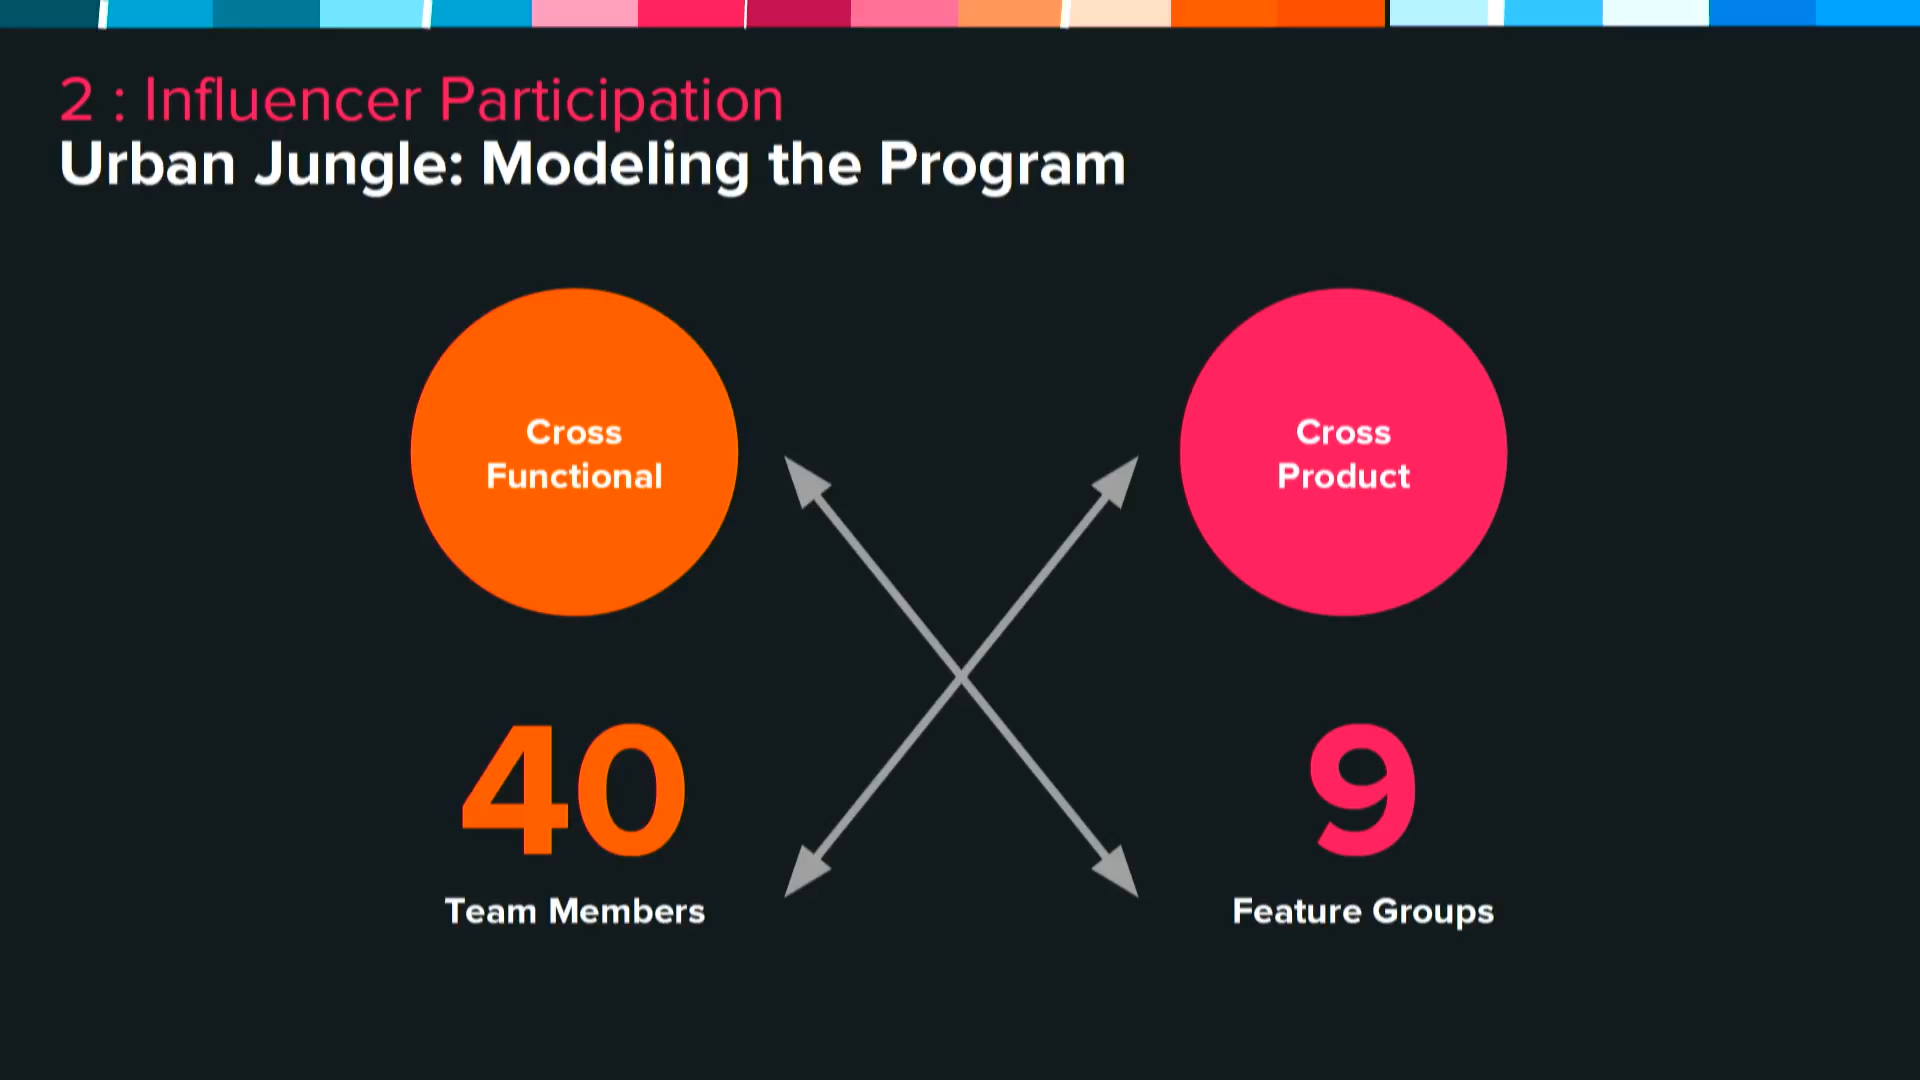 2 : Influencer Participation
Urban Jungle: Modeling the Program
Cross
Functional
Cross
Product
40
Team Members
9
Feature Groups